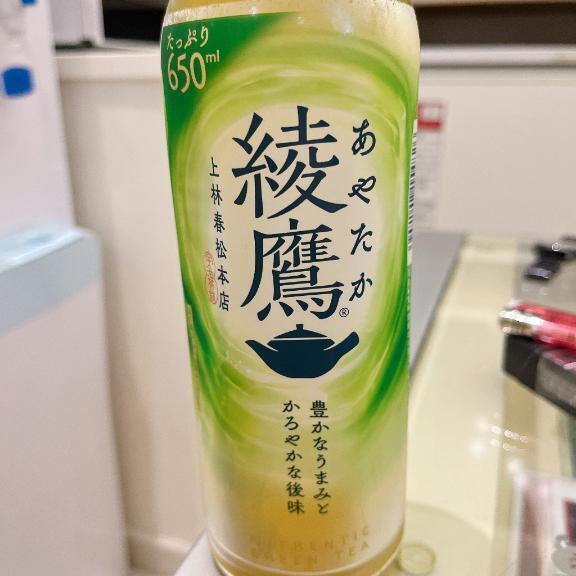 たっぷり
650ml
あやたか
綾鷹®
上林春松本店
豊かなうまみと
かろやかな後味
AUTHENTIC
GREEN TEA